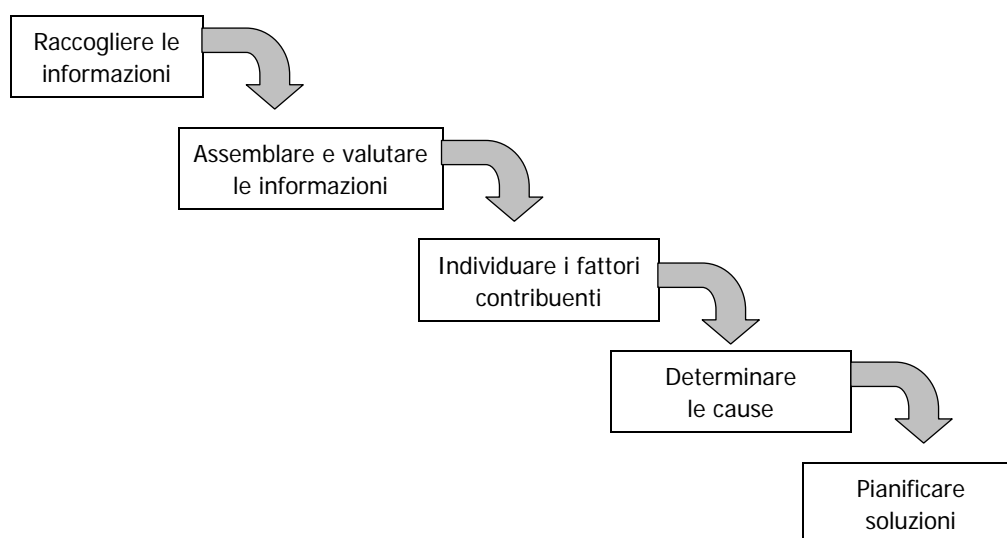 Raccogliere le
informazioni
Assemblare e valutare
le informazioni
Individuare i fattori
contribuenti
Determinare
le cause
Pianificare
soluzioni